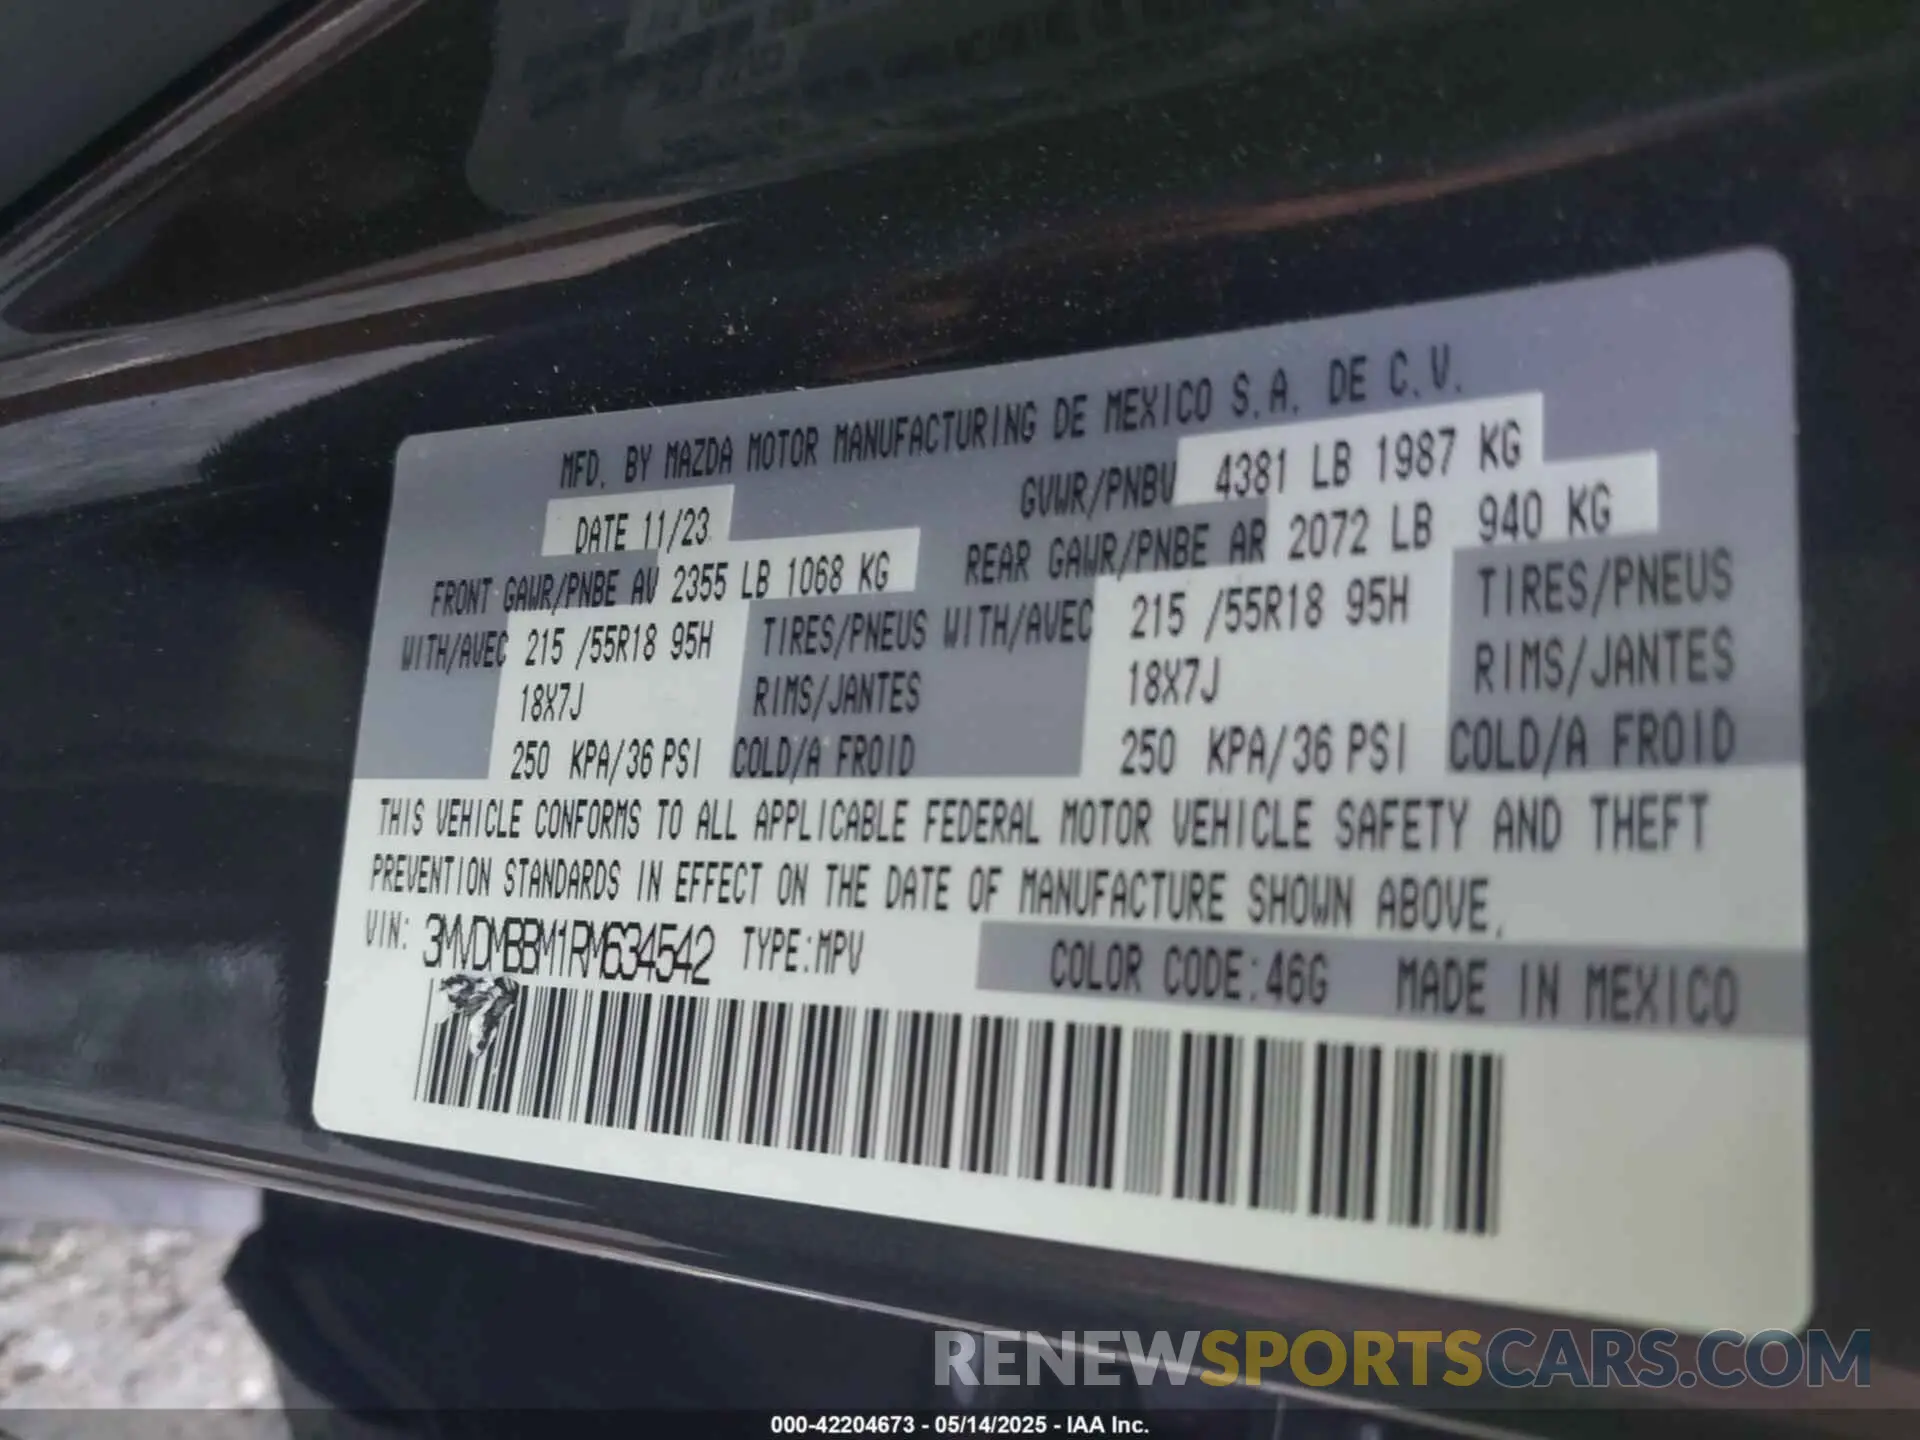 MFD. BY MAZDA MOTOR MANUFACTURING DE MEXICO S.A. DE C.V.
DATE 11/23 GVWR/PNBV 4381 LB 1987 KG
FRONT GAWR/PNBE AV 2355 LB 1068 KG REAR GAWR/PNBE AR 2072 LB 940 KG
WITH/AVEC 215 /55R18 95H TIRES/PNEUS WITH/AVEC 215 /55R18 95H TIRES/PNEUS
18X7J RIMS/JANTES 18X7J RIMS/JANTES
250 KPA/36 PSI COLD/A FROID 250 KPA/36 PSI COLD/A FROID
THIS VEHICLE CONFORMS TO ALL APPLICABLE FEDERAL MOTOR VEHICLE SAFETY AND THEFT
PREVENTION STANDARDS IN EFFECT ON THE DATE OF MANUFACTURE SHOWN ABOVE.
VIN: 3MVDMBBM1RM634542 TYPE:MPV COLOR CODE:46G MADE IN MEXICO
RENEWSPORTSCARS.COM
000-42204673 - 05/14/2025 - IAA Inc.